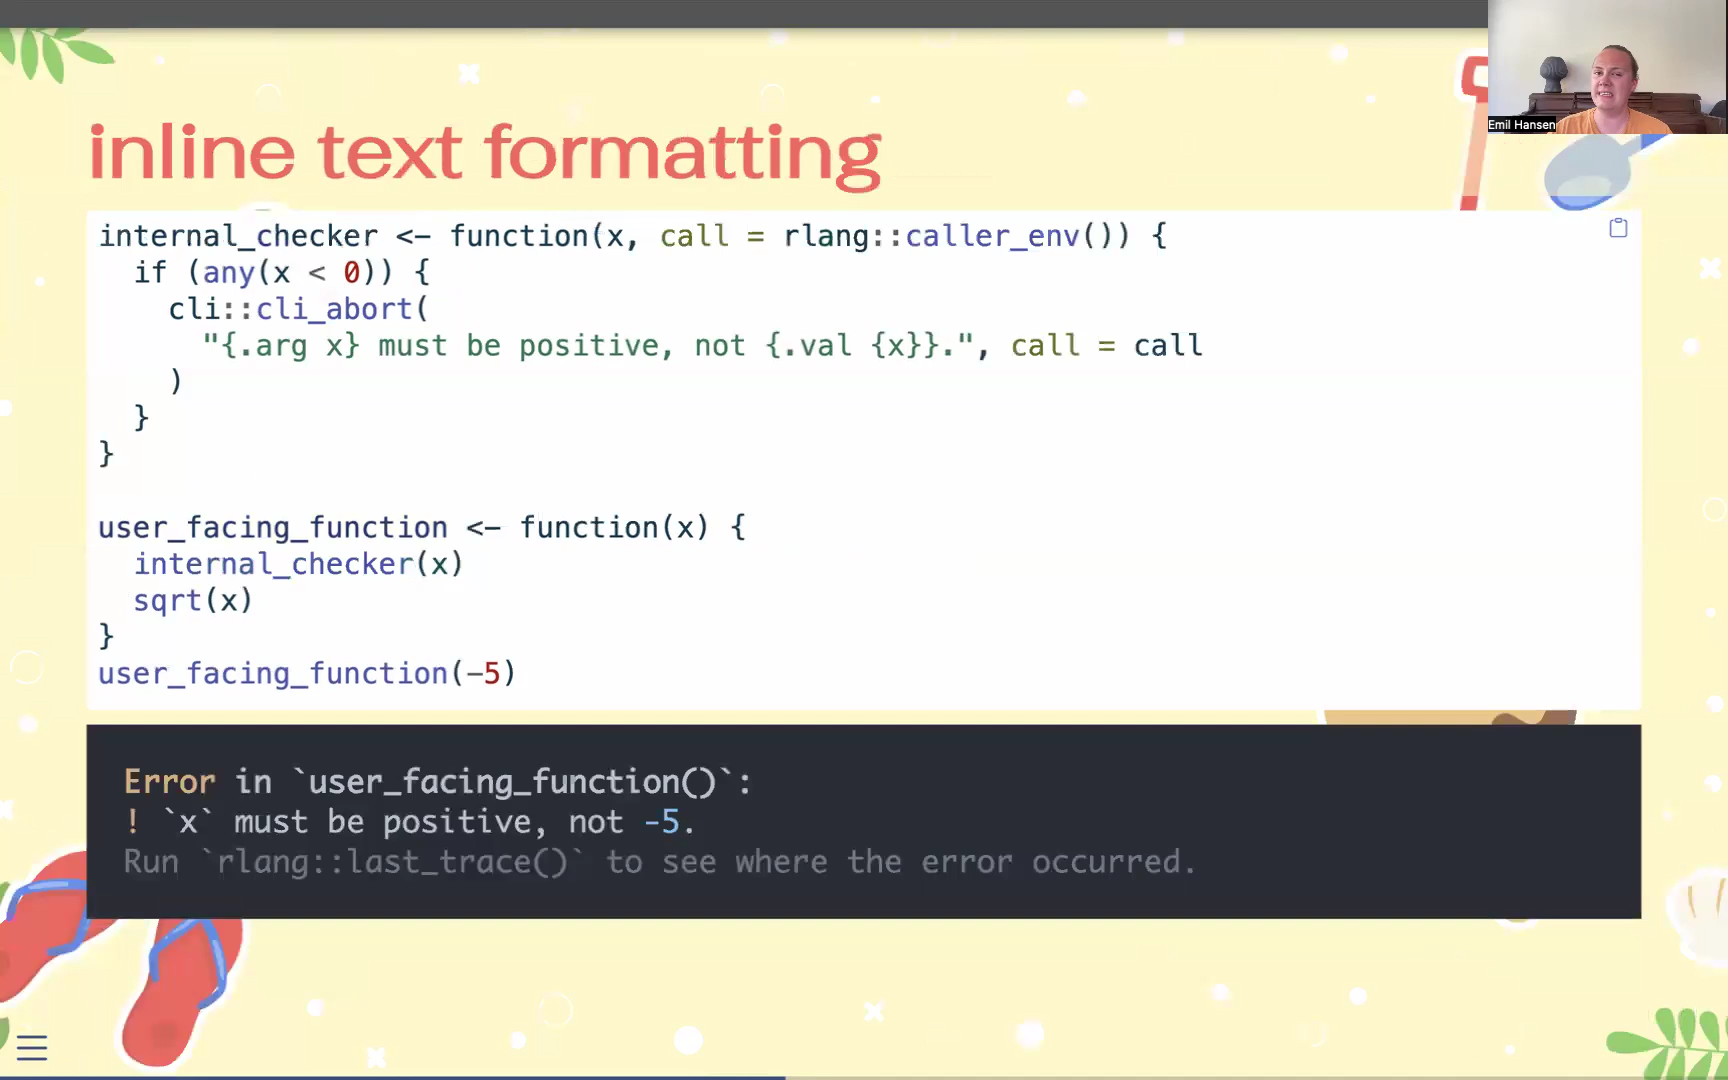 Emil Hansen
inline text formatting
internal_checker <- function(x, call = rlang::caller_env()) {
  if (any(x < 0)) {
    cli::cli_abort(
      "{.arg x} must be positive, not {.val {x}}.", call = call
    )
  }
}
user_facing_function <- function(x) {
  internal_checker(x)
  sqrt(x)
}
user_facing_function(-5)
Error in `user_facing_function()`:
! `x` must be positive, not -5.
Run `rlang::last_trace()` to see where the error occurred.